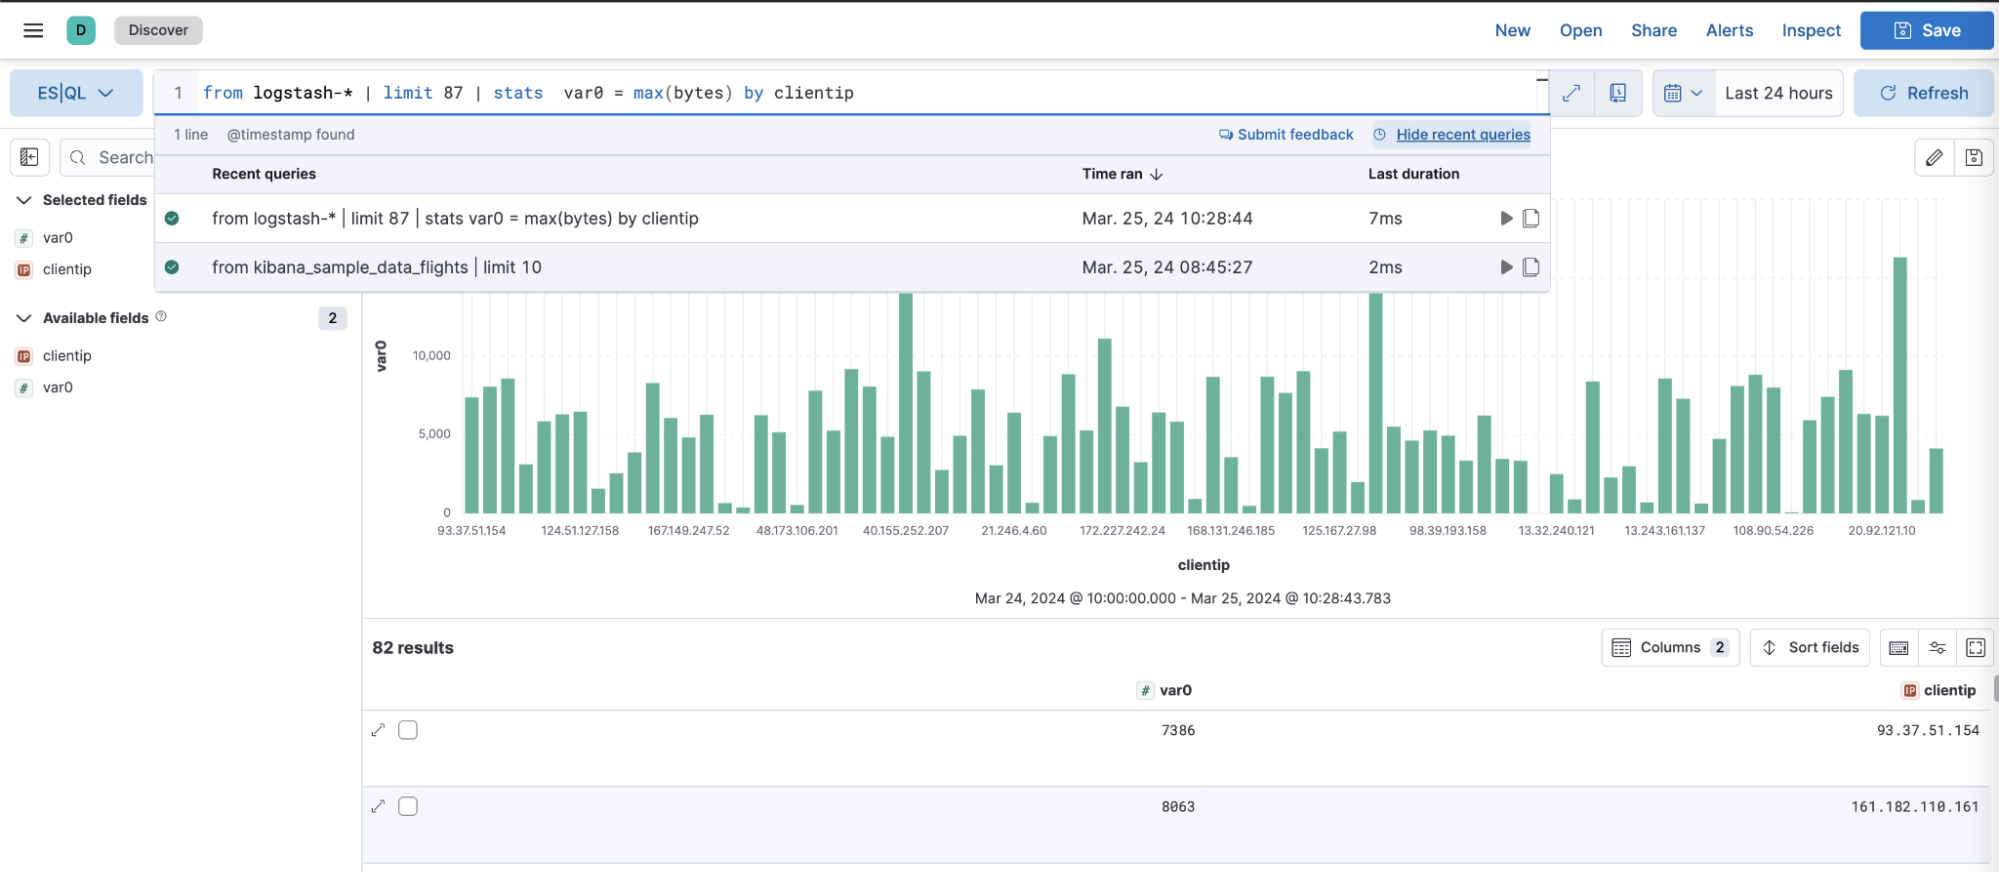 D Discover New Open Share Alerts Inspect Save
ES|QL 1 from logstash-* | limit 87 | stats  var0 = max(bytes) by clientip Last 24 hours Refresh
1 line @timestamp found Submit feedback Hide recent queries
Search
Recent queries Time ran Last duration
from logstash-* | limit 87 | stats var0 = max(bytes) by clientip Mar. 25, 24 10:28:44 7ms
from kibana_sample_data_flights | limit 10 Mar. 25, 24 08:45:27 2ms
Selected fields
# var0
IP clientip
Available fields ? 2
IP clientip
# var0
var0
10,000
5,000
0
93.37.51.154 124.51.127.158 167.149.247.52 48.173.106.201 40.155.252.207 21.246.4.60 172.227.242.24 168.131.246.185 125.167.27.98 98.39.193.158 13.32.240.121 13.243.161.137 108.90.54.226 20.92.121.10
clientip
Mar 24, 2024 @ 10:00:00.000 - Mar 25, 2024 @ 10:28:43.783
82 results Columns 2 Sort fields
# var0 IP clientip
7386 93.37.51.154
8063 161.182.110.161